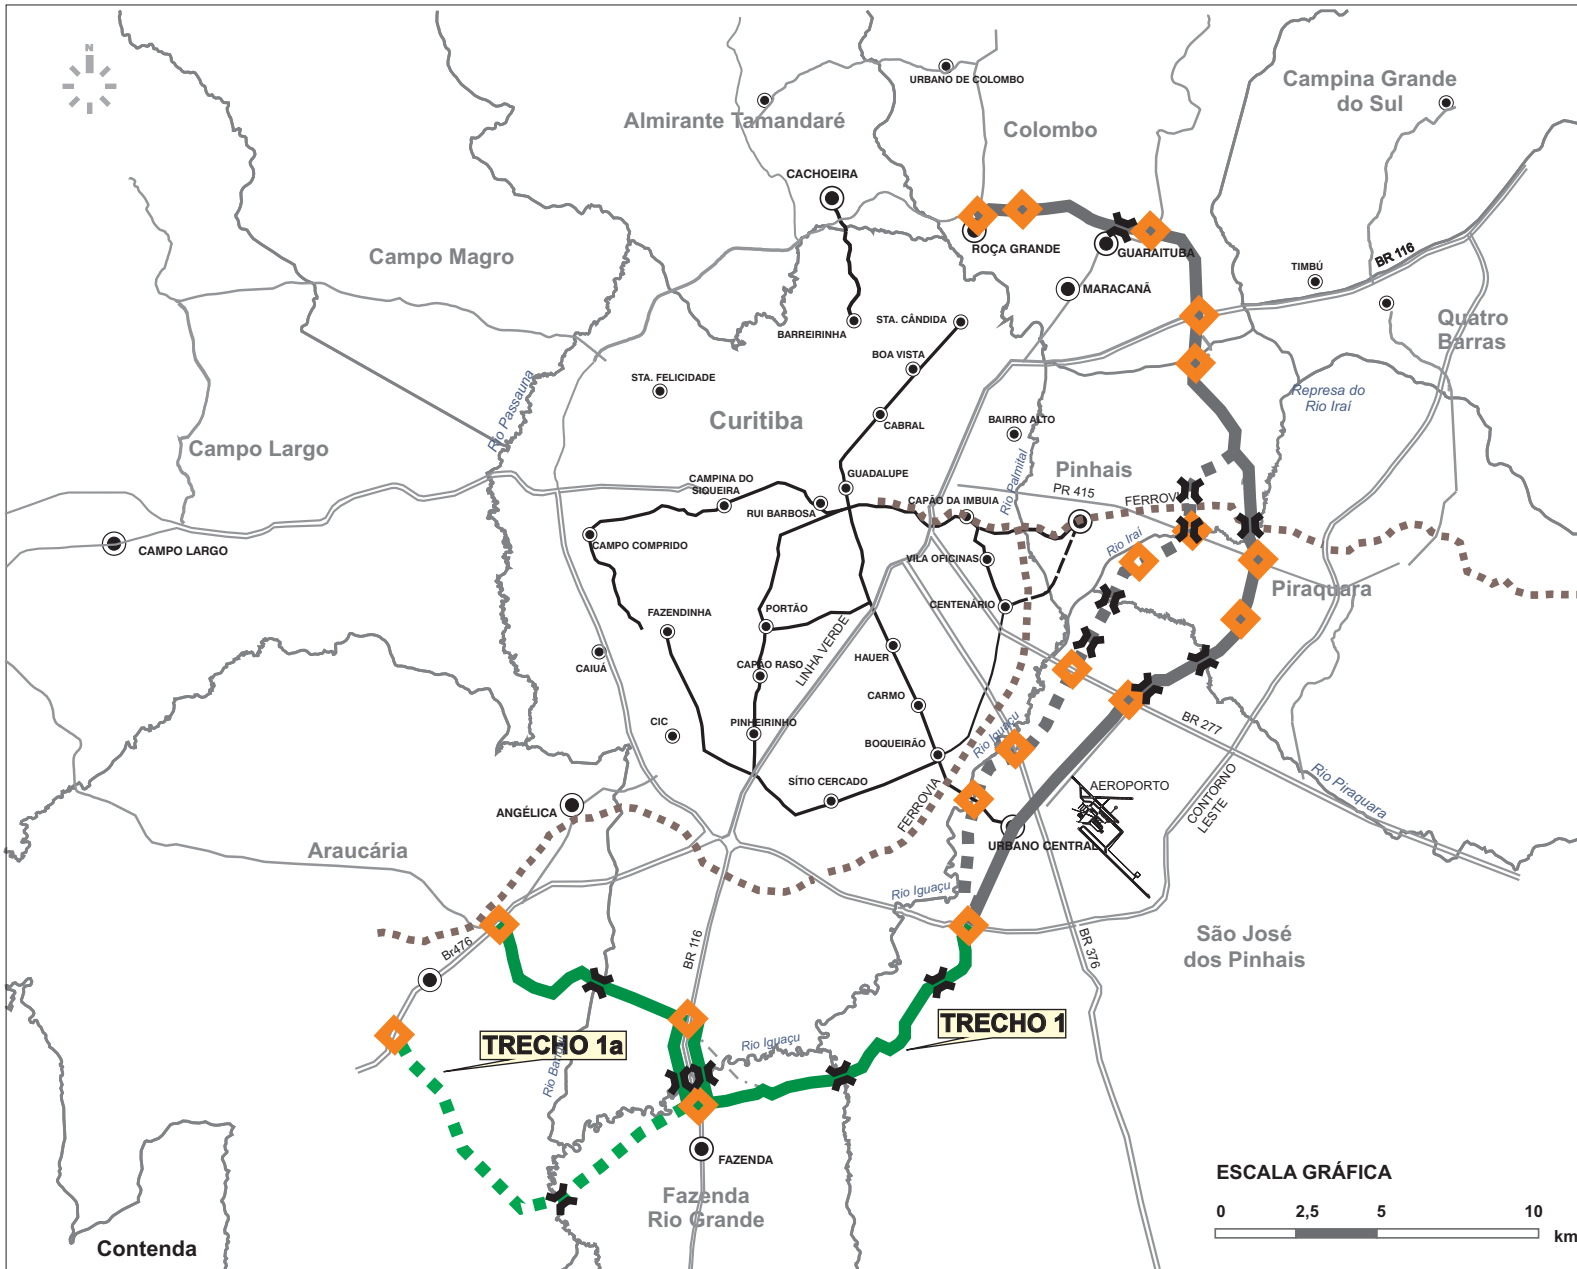 N
URBANO DE COLOMBO
Campina Grande
do Sul
Almirante Tamandaré
Colombo
CACHOEIRA
ROÇA GRANDE
GUARAITUBA
Campo Magro
BR 116
TIMBÚ
MARACANÃ
Quatro
Barras
BARREIRINHA
STA. CÂNDIDA
BOA VISTA
STA. FELICIDADE
Rio Passauna
Represa do
Rio Iraí
Curitiba
CABRAL
BAIRRO ALTO
Campo Largo
Pinhais
GUADALUPE
CAMPINA DO
SIQUEIRA
RUI BARBOSA
CAPÃO DA IMBUIA
Rio Palmital
PR 415
FERROVI
CAMPO LARGO
CAMPO COMPRIDO
Rio Iraí
VILA OFICINAS
Piraquara
CENTENÁRIO
FAZENDINHA
PORTÃO
LINHA VERDE
HAUER
CAIUÁ
CAPÃO RASO
CARMO
CIC
PINHEIRINHO
BR 277
Rio Iguaçu
BOQUEIRÃO
Rio Piraquara
SÍTIO CERCADO
AEROPORTO
CONTORNO
LESTE
ANGÉLICA
FERROVIA
URBANO CENTRAL
Araucária
Rio Iguaçu
Br476
BR 116
BR 376
São José
dos Pinhais
TRECHO 1
TRECHO 1a
Rio Iguaçu
FAZENDA
Fazenda
Rio Grande
Contenda
ESCALA GRÁFICA
0 2,5 5 10
km